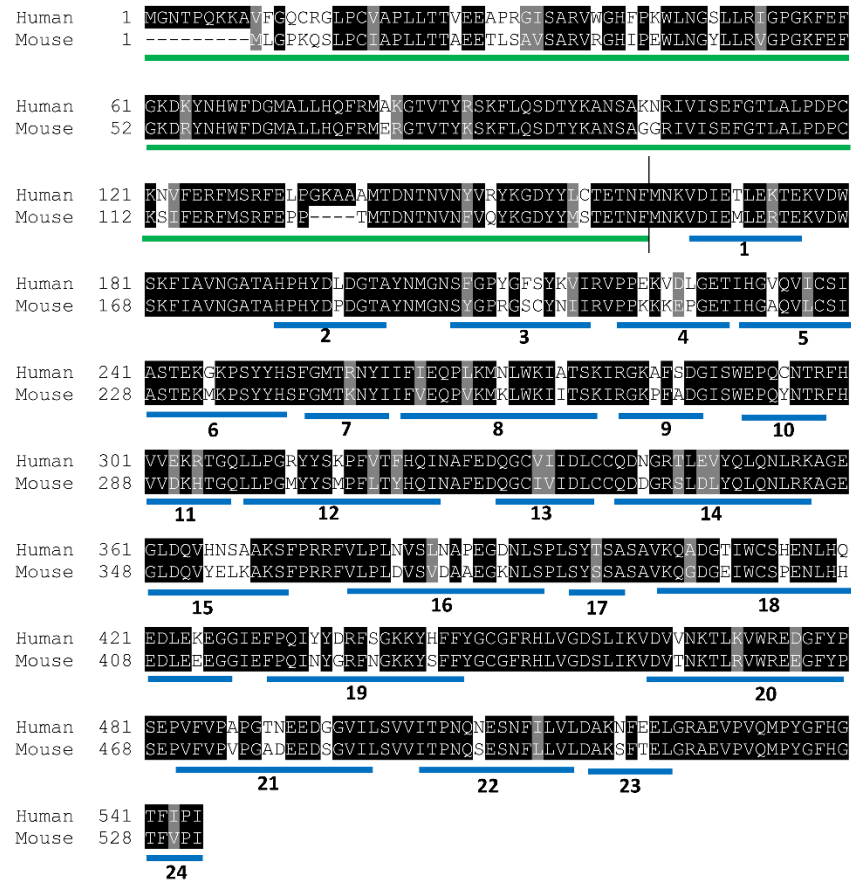 Human 1 MGNTPQKKAVFGQCRGLPCVAPLLTTVEEAPRGISARVWGHFPKWLNGSLLRIGPGKFEF
Mouse 1 ---------MLGPKQSLPCIAPLLTTAEETLSAVSARVRGHIPEWLNGYLLRVGPGKFEF
Human 61 GKDKYNHWFDGMALLHQFRMAKGTVTYRSKFLQSDTYKANSAKNRIVISEFGTLALPDPC
Mouse 52 GKDRYNHWFDGMALLHQFRMERGTVTYKSKFLQSDTYKANSAGGRIVISEFGTLALPDPC
Human 121 KNVFERFMSRFELPGKAAAMTDNTNVNYVRYKGDYYLCTETNFMNKVDIETLEKTEKVDW
Mouse 112 KSIFERFMSRFEPP----TMTDNTNVNFVQYKGDYYMSTETNFMNKVDIEMLERTEKVDW
1
Human 181 SKFIAVNGATAHPHYDLDGTAYNMGNSFGPYGFSYKVIRVPPEKVDLGETIHGVQVICSI
Mouse 168 SKFIAVNGATAHPHYDPDGTAYNMGNSYGPRGSCYNIIRVPPKKKEPGETIHGAQVLCSI
2 3 4 5
Human 241 ASTEKGKPSYYHSFGMTRNYIIFIEQPLKMNLWKIATSKIRGKAFSDGISWEPQCNTRFH
Mouse 228 ASTEKMKPSYYHSFGMTKNYIIFVEQPVKMKLWKIITSKIRGKPFADGISWEPQYNTRFH
6 7 8 9 10
Human 301 VVEKRTGQLLPGRYYSKPFVTFHQINAFEDQGCVIIDLCCQDNGRTLEVYQLQNLRKAGE
Mouse 288 VVDKHTGQLLPGMYYSMPFLTYHQINAFEDQGCIVIDLCCQDDGRSLDLYQLQNLRKAGE
11 12 13 14
Human 361 GLDQVHNSAAKSFPRRFVLPLNVSLNAPEGDNLSPLSYTSASAVKQADGTIWCSHENLHQ
Mouse 348 GLDQVYELKAKSFPRRFVLPLDVSVDAAEGKNLSPLSYSSASAVKQGDGEIWCSPENLHH
15 16 17 18
Human 421 EDLEKEGGIEFPQIYYDRFSGKKYHFFYGCGFRHLVGDSLIKVDVVNKTLKVWREDGFYP
Mouse 408 EDLEEEGGIEFPQINYGRFNGKKYSFFYGCGFRHLVGDSLIKVDVTNKTLRVWREEGFYP
19 20
Human 481 SEPVFVPAPGTNEEDGGVILSVVITPNQNESNFILVLDAKNFEELGRAEVPVQMPYGFHG
Mouse 468 SEPVFVPVPGADEEDSGVILSVVITPNQSESNFLLVLDAKSFTELGRAEVPVQMPYGFHG
21 22 23
Human 541 TFIPI
Mouse 528 TFVPI
24